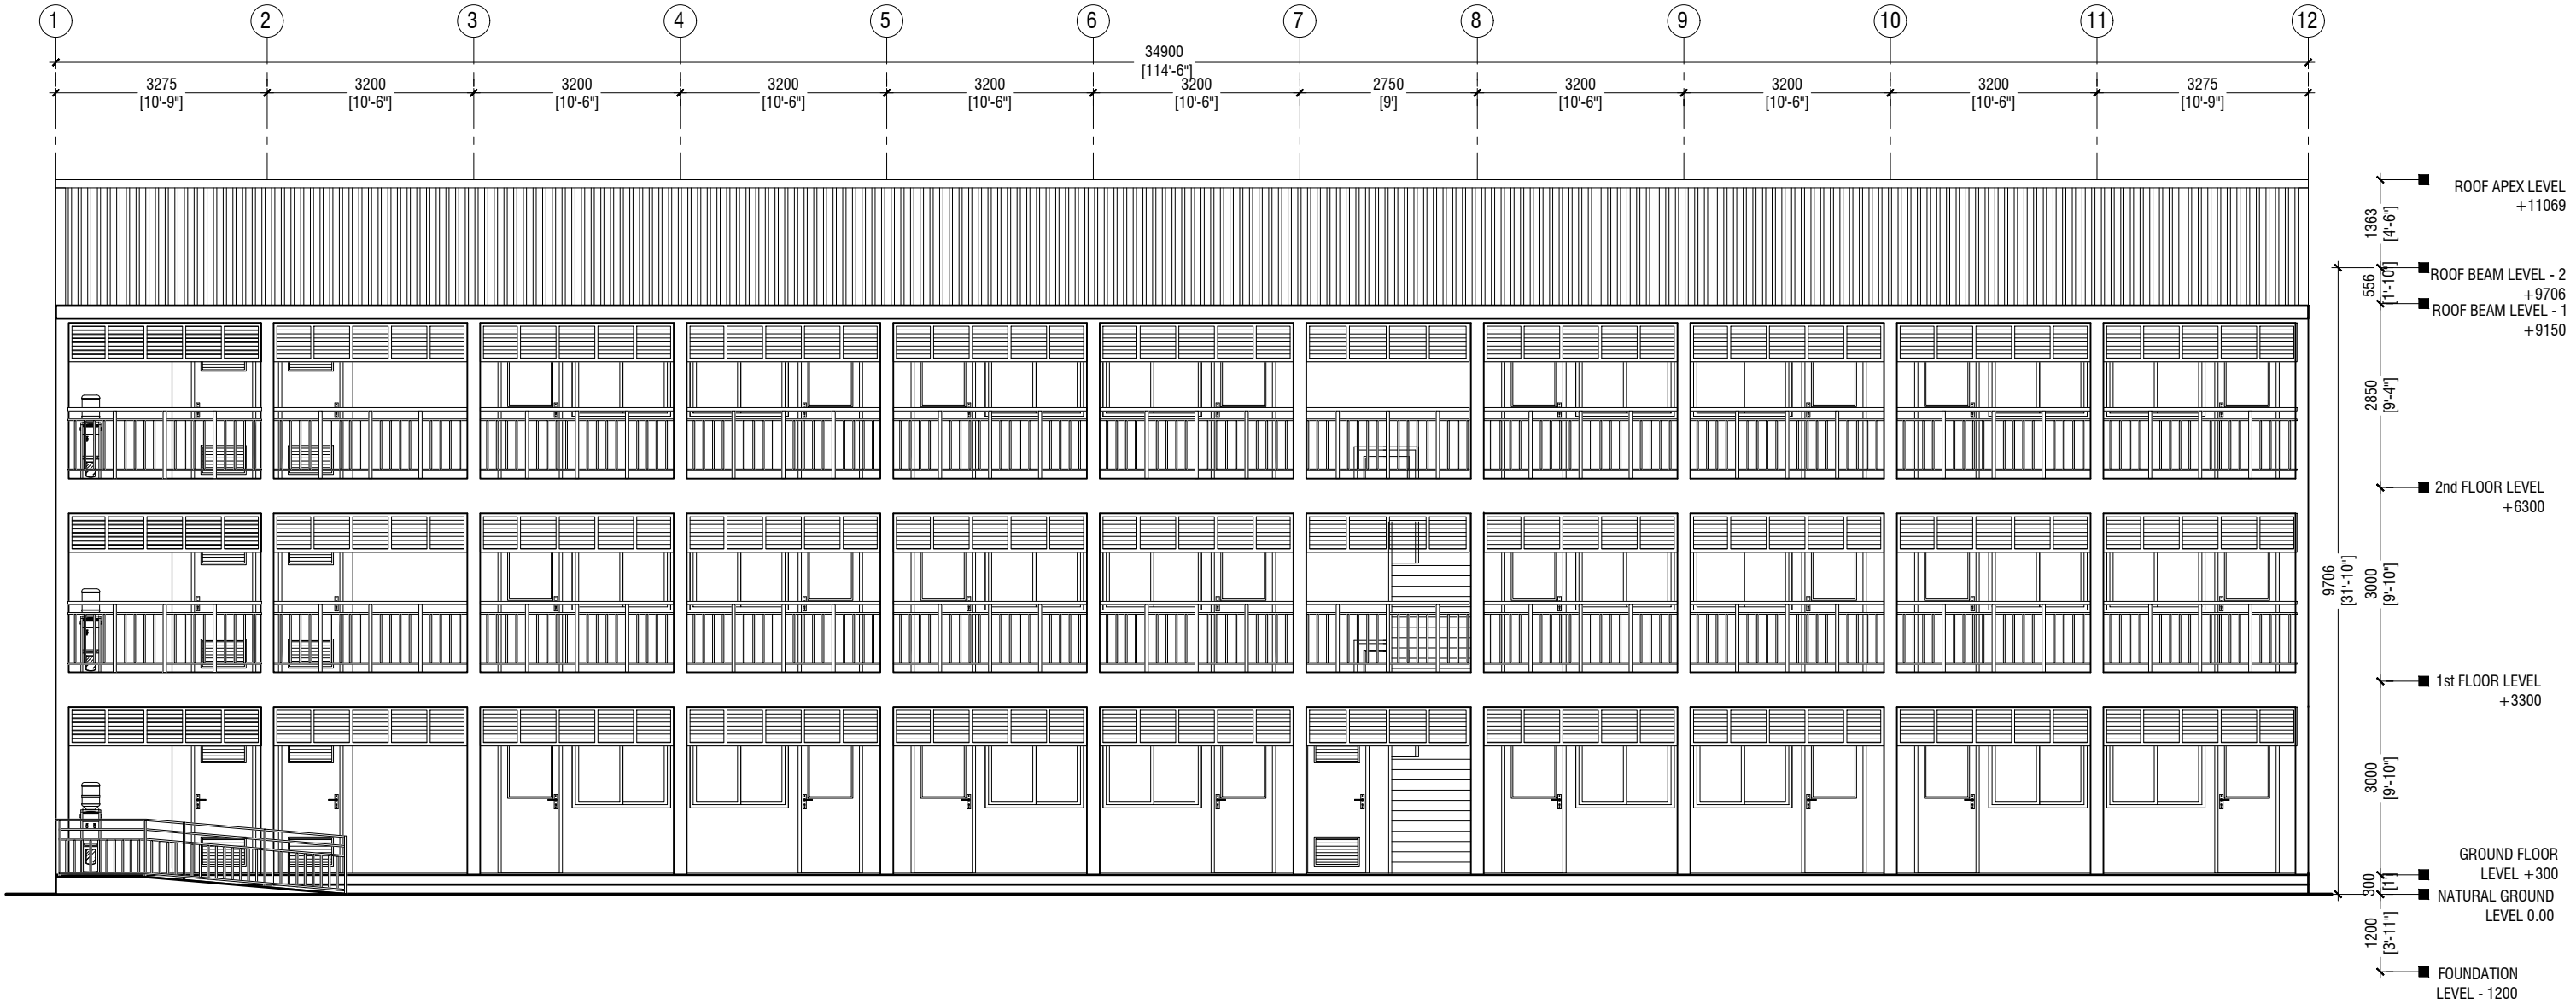 1 2 3 4 5 6 7 8 9 10 11 12
34900
[114'-6"]
3275 3200 3200 3200 3200 3200 2750 3200 3200 3200 3275
[10'-9"] [10'-6"] [10'-6"] [10'-6"] [10'-6"] [10'-6"] [9'] [10'-6"] [10'-6"] [10'-6"] [10'-9"]
ROOF APEX LEVEL
+11069
1363
[4'-6"]
ROOF BEAM LEVEL - 2
+9706
556
[1'-10"]
ROOF BEAM LEVEL - 1
+9150
2850
[9'-4"]
2nd FLOOR LEVEL
+6300
9706
[31'-10"]
3000
[9'-10"]
1st FLOOR LEVEL
+3300
3000
[9'-10"]
GROUND FLOOR
LEVEL +300
300
[1']
NATURAL GROUND
LEVEL 0.00
1200
[3'-11"]
FOUNDATION
LEVEL - 1200